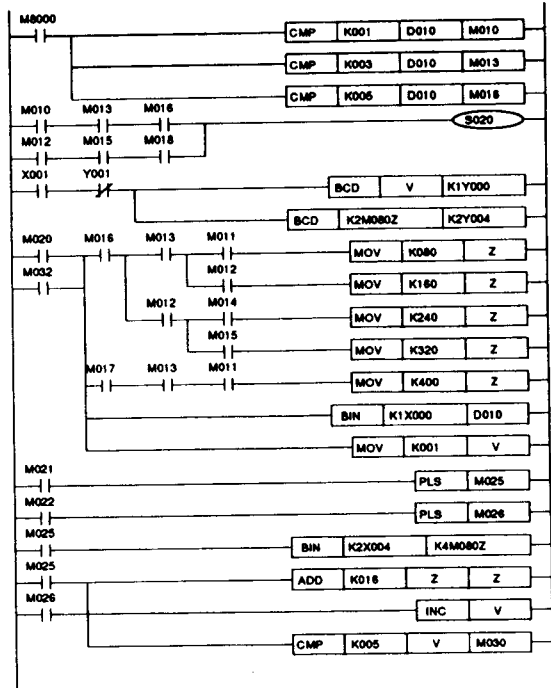 M8000
CMP K001 D010 M010
CMP K003 D010 M013
CMP K005 D010 M016
M010 M013 M016
S020
M012 M015 M018
X001 Y001
BCD V K1Y000
BCD K2M080Z K2Y004
M020 M016 M013 M011
MOV K080 Z
M032 M012
MOV K160 Z
M012 M014
MOV K240 Z
M015
MOV K320 Z
M017 M013 M011
MOV K400 Z
BIN K1X000 D010
MOV K001 V
M021
PLS M025
M022
PLS M026
M025
BIN K2X004 K4M080Z
M025
ADD K016 Z Z
M026
INC V
CMP K005 V M030